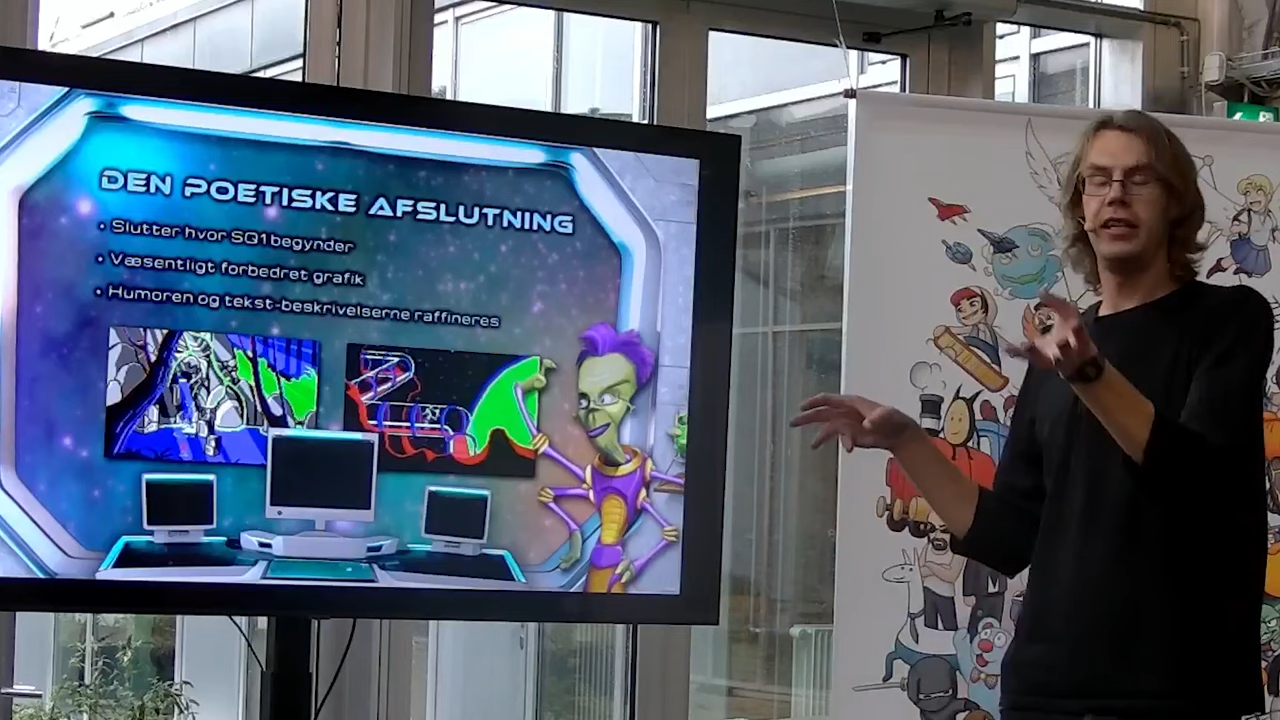 DEN POETISKE AFSLUTNING
• Slutter hvor SQ1 begynder
• Væsentligt forbedret grafik
• Humoren og tekst-beskrivelserne raffineres
M